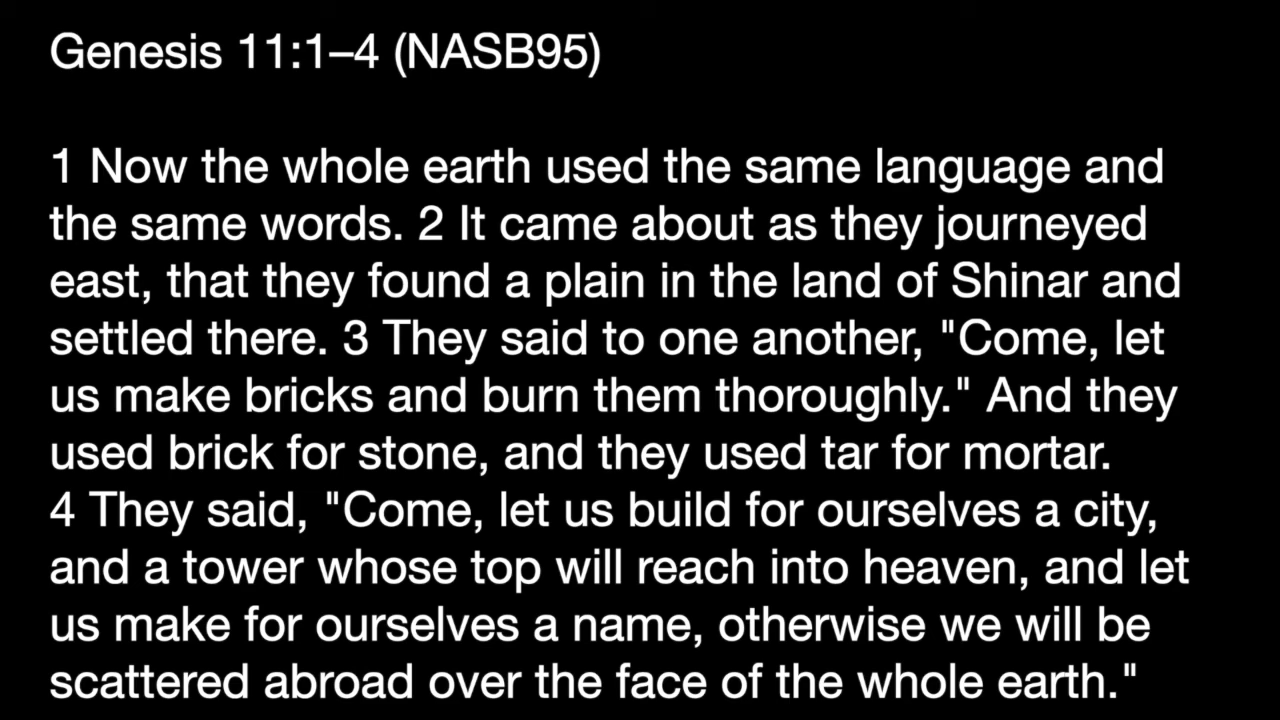 Genesis 11:1–4 (NASB95)
1 Now the whole earth used the same language and
the same words. 2 It came about as they journeyed
east, that they found a plain in the land of Shinar and
settled there. 3 They said to one another, "Come, let
us make bricks and burn them thoroughly." And they
used brick for stone, and they used tar for mortar.
4 They said, "Come, let us build for ourselves a city,
and a tower whose top will reach into heaven, and let
us make for ourselves a name, otherwise we will be
scattered abroad over the face of the whole earth."